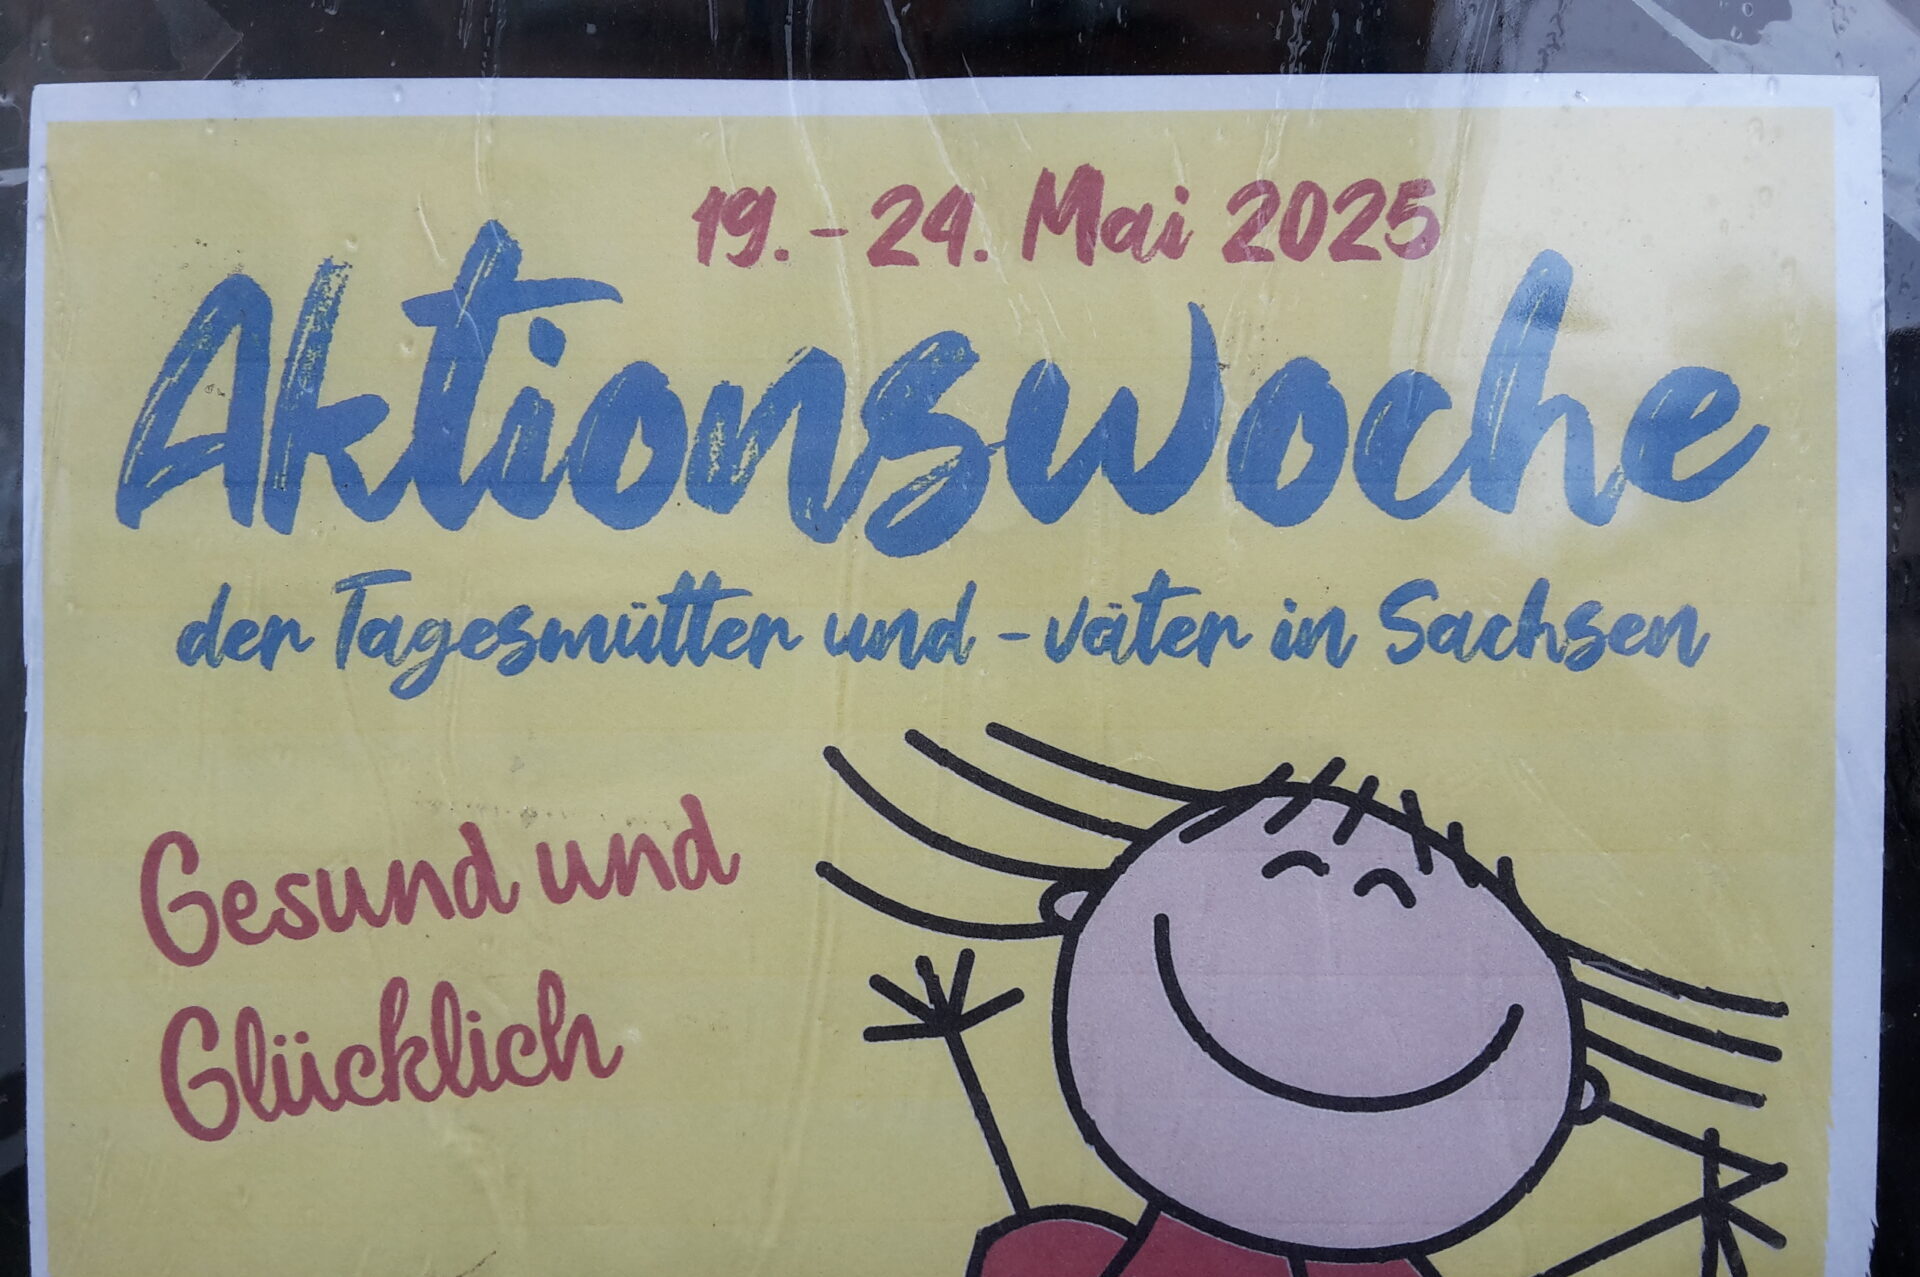 19. - 24. Mai 2025
Aktionswoche
der Tagesmütter und -väter in Sachsen
Gesund und
Glücklich